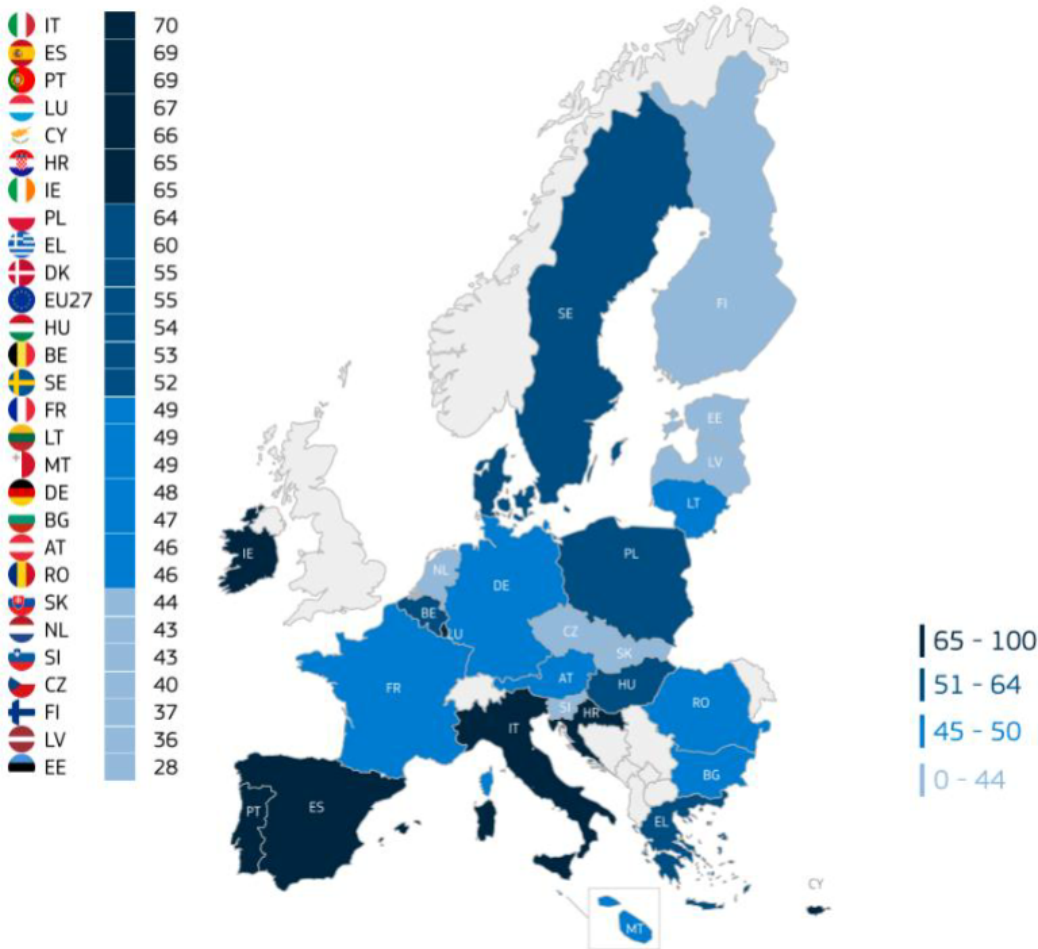 IT 70
ES 69
PT 69
LU 67
CY 66
HR 65
IE 65
PL 64
EL 60
DK 55
EU27 55
HU 54
BE 53
SE 52
FR 49
LT 49
MT 49
DE 48
BG 47
AT 46
RO 46
SK 44
NL 43
SI 43
CZ 40
FI 37
LV 36
EE 28
FI
SE
EE
LV
LT
IE
PL
NL
DE
BE
LU
CZ
SK
AT
HU
FR
SI
HR
RO
IT
BG
PT
ES
EL
CY
MT
65 - 100
51 - 64
45 - 50
0 - 44